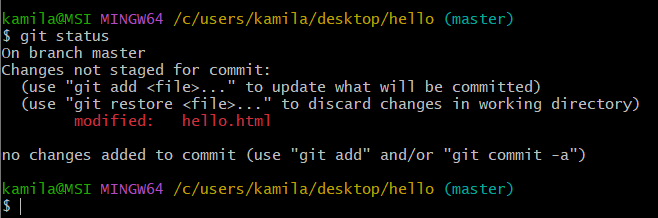 kamila@MSI MINGW64 /c/users/kamila/desktop/hello (master)
$ git status
On branch master
Changes not staged for commit:
  (use "git add <file>..." to update what will be committed)
  (use "git restore <file>..." to discard changes in working directory)
        modified:   hello.html

no changes added to commit (use "git add" and/or "git commit -a")

kamila@MSI MINGW64 /c/users/kamila/desktop/hello (master)
$